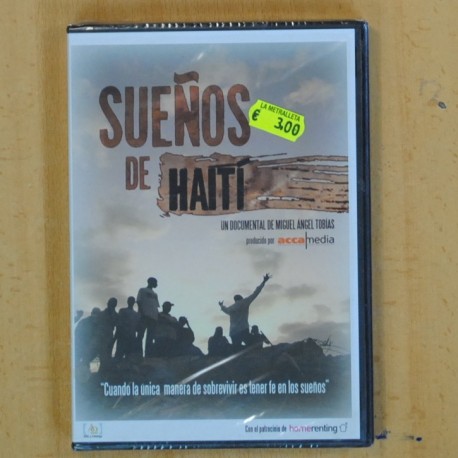 SUEÑOS
LA METRALLETA
€ 3.00
DE HAITÍ
UN DOCUMENTAL DE MIGUEL ÁNGEL TOBÍAS
producido por accamedia
"Cuando la única manera de sobrevivir es tener fe en los sueños"
Con el patrocinio de homerenting